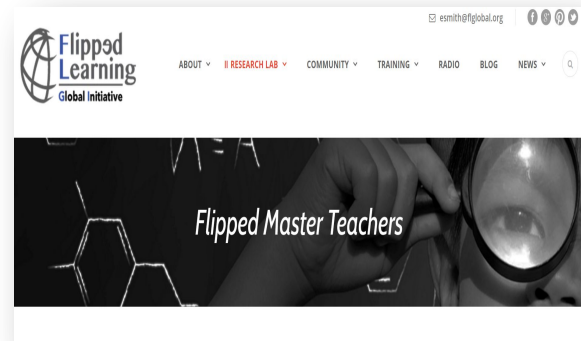 esmith@flglobal.org
Flipped
Learning
Global Initiative
ABOUT II RESEARCH LAB COMMUNITY TRAINING RADIO BLOG NEWS
Flipped Master Teachers